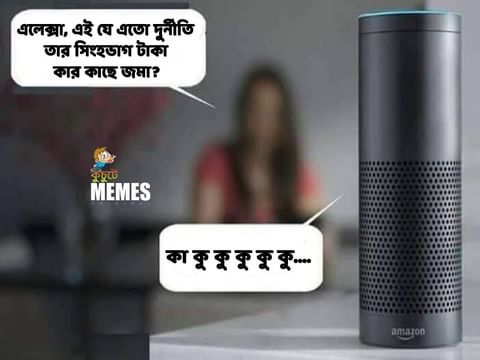 এলেক্সা, এই যে এতো দুর্নীতি
তার সিংহভাগ টাকা
কার কাছে জমা?
কুচুটে
MEMES
কা কু কু কু কু কু....
amazon